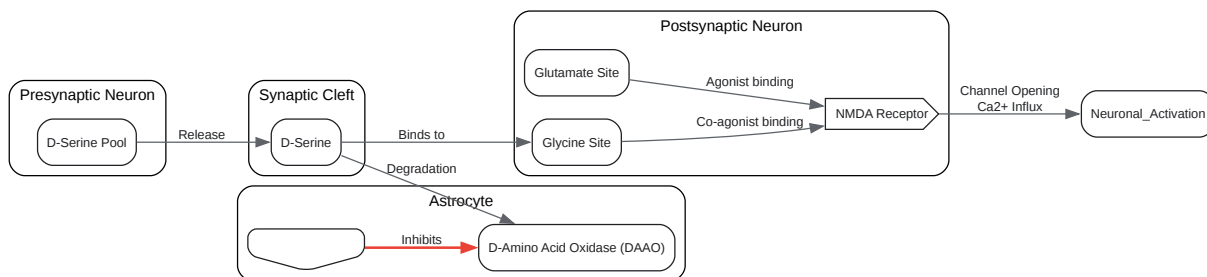 Presynaptic Neuron
D-Serine Pool
Release
Synaptic Cleft
D-Serine
Binds to
Degradation
Postsynaptic Neuron
Glutamate Site
Agonist binding
Glycine Site
Co-agonist binding
NMDA Receptor
Channel Opening
Ca2+ Influx
Neuronal_Activation
Astrocyte
Inhibits
D-Amino Acid Oxidase (DAAO)